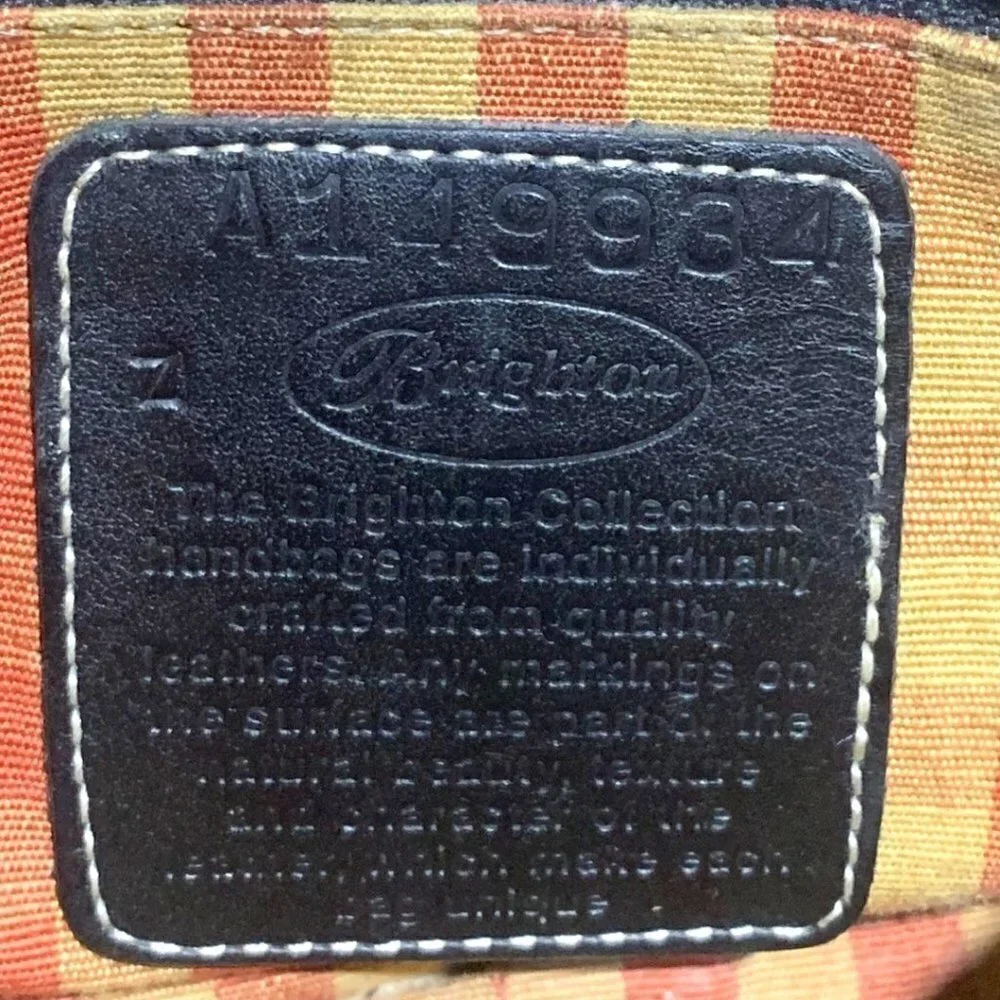 A149934
Z
Brighton
The Brighton Collection
handbags are individually
crafted from quality
leathers. Any markings on
the surface are part of the
natural beauty, texture
and character of the
leather, which make each
bag unique